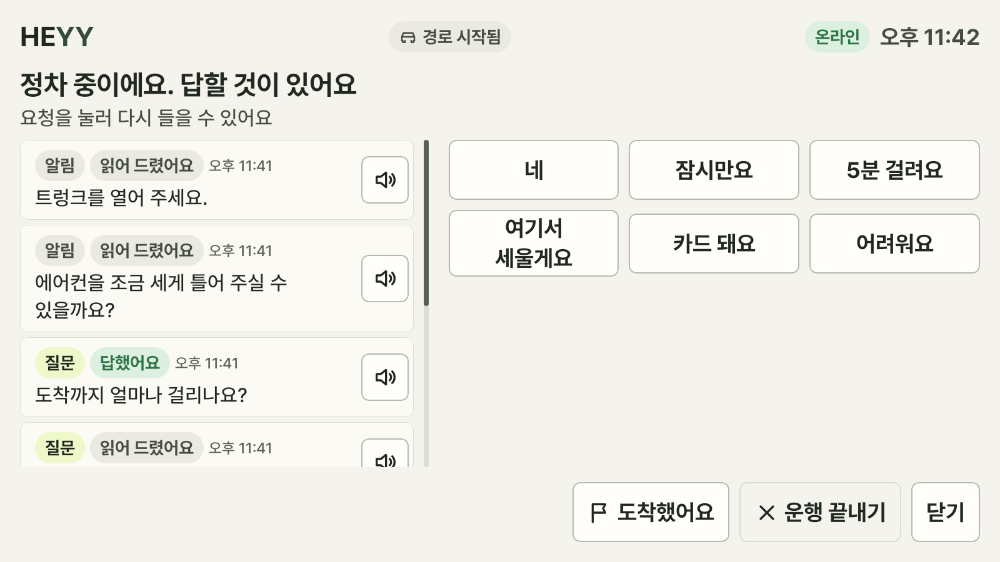 HEYY
경로 시작됨
온라인 오후 11:42
정차 중이에요. 답할 것이 있어요
요청을 눌러 다시 들을 수 있어요
알림 읽어 드렸어요 오후 11:41
트렁크를 열어 주세요.
알림 읽어 드렸어요 오후 11:41
에어컨을 조금 세게 틀어 주실 수
있을까요?
질문 답했어요 오후 11:41
도착까지 얼마나 걸리나요?
질문 읽어 드렸어요 오후 11:41
네
잠시만요
5분 걸려요
여기서
세울게요
카드 돼요
어려워요
도착했어요
운행 끝내기
닫기